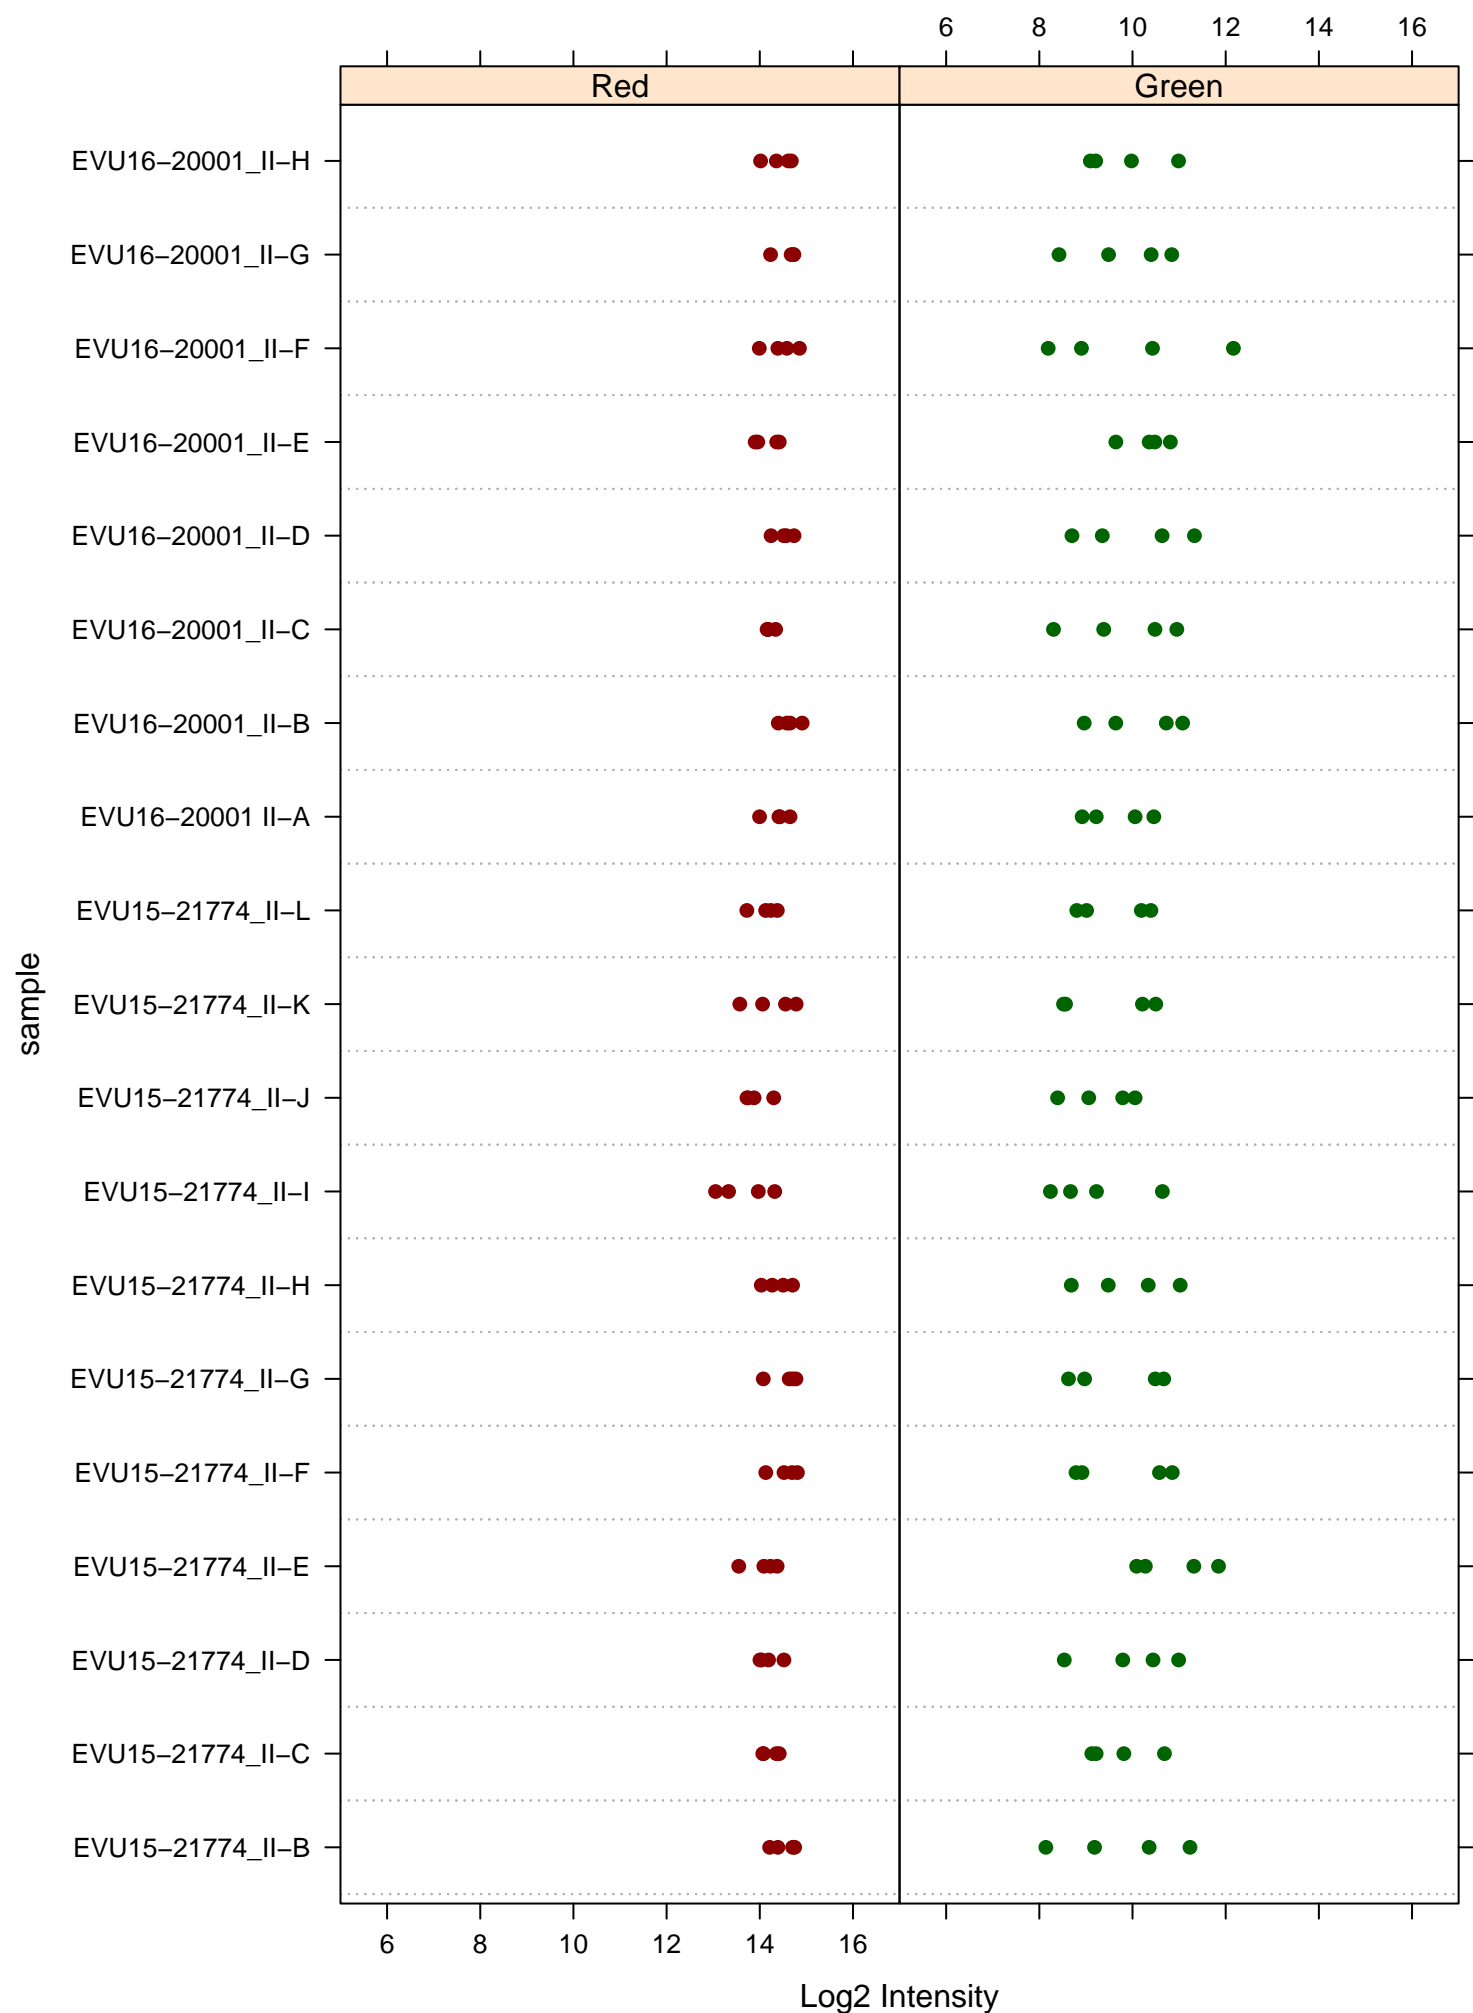 6 8 10 12 14 16
Red Green
EVU16−20001_II−H
EVU16−20001_II−G
EVU16−20001_II−F
EVU16−20001_II−E
EVU16−20001_II−D
EVU16−20001_II−C
EVU16−20001_II−B
EVU16−20001 II−A
EVU15−21774_II−L
EVU15−21774_II−K
EVU15−21774_II−J
EVU15−21774_II−I
EVU15−21774_II−H
EVU15−21774_II−G
EVU15−21774_II−F
EVU15−21774_II−E
EVU15−21774_II−D
EVU15−21774_II−C
EVU15−21774_II−B
sample
6 8 10 12 14 16
Log2 Intensity